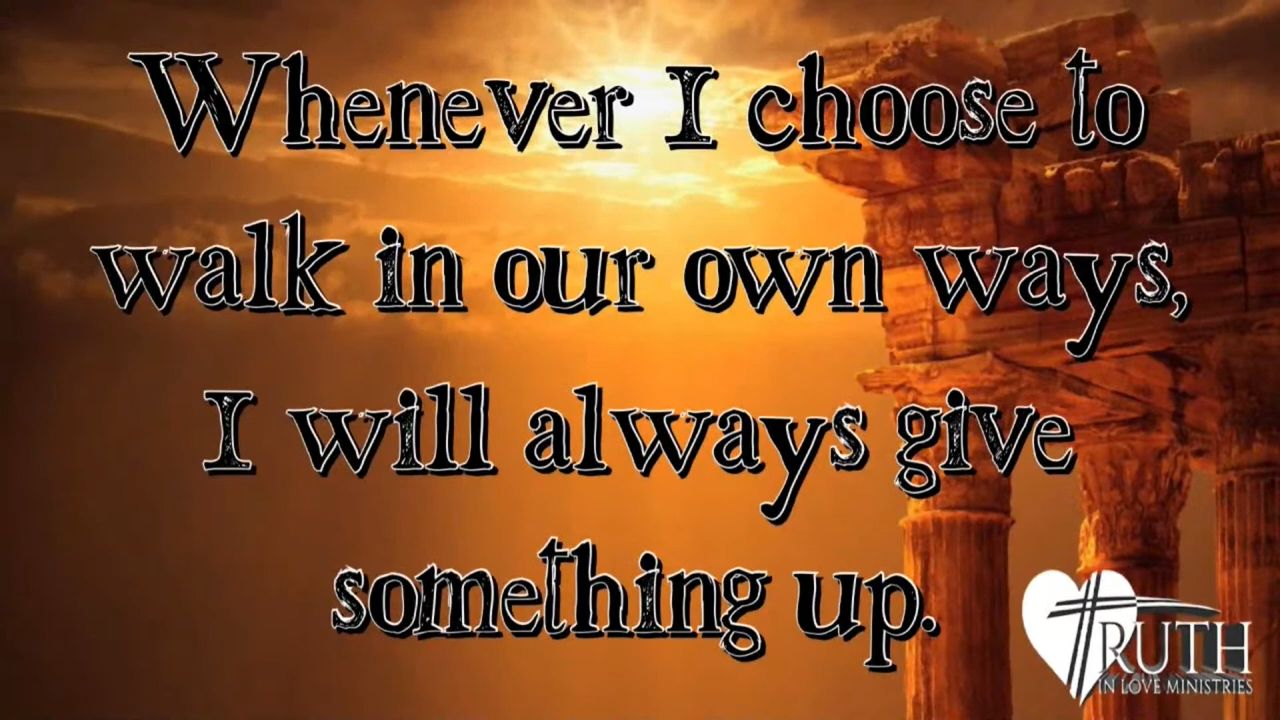 Whenever I choose to
walk in our own ways,
I will always give
something up.
TRUTH
IN LOVE MINISTRIES